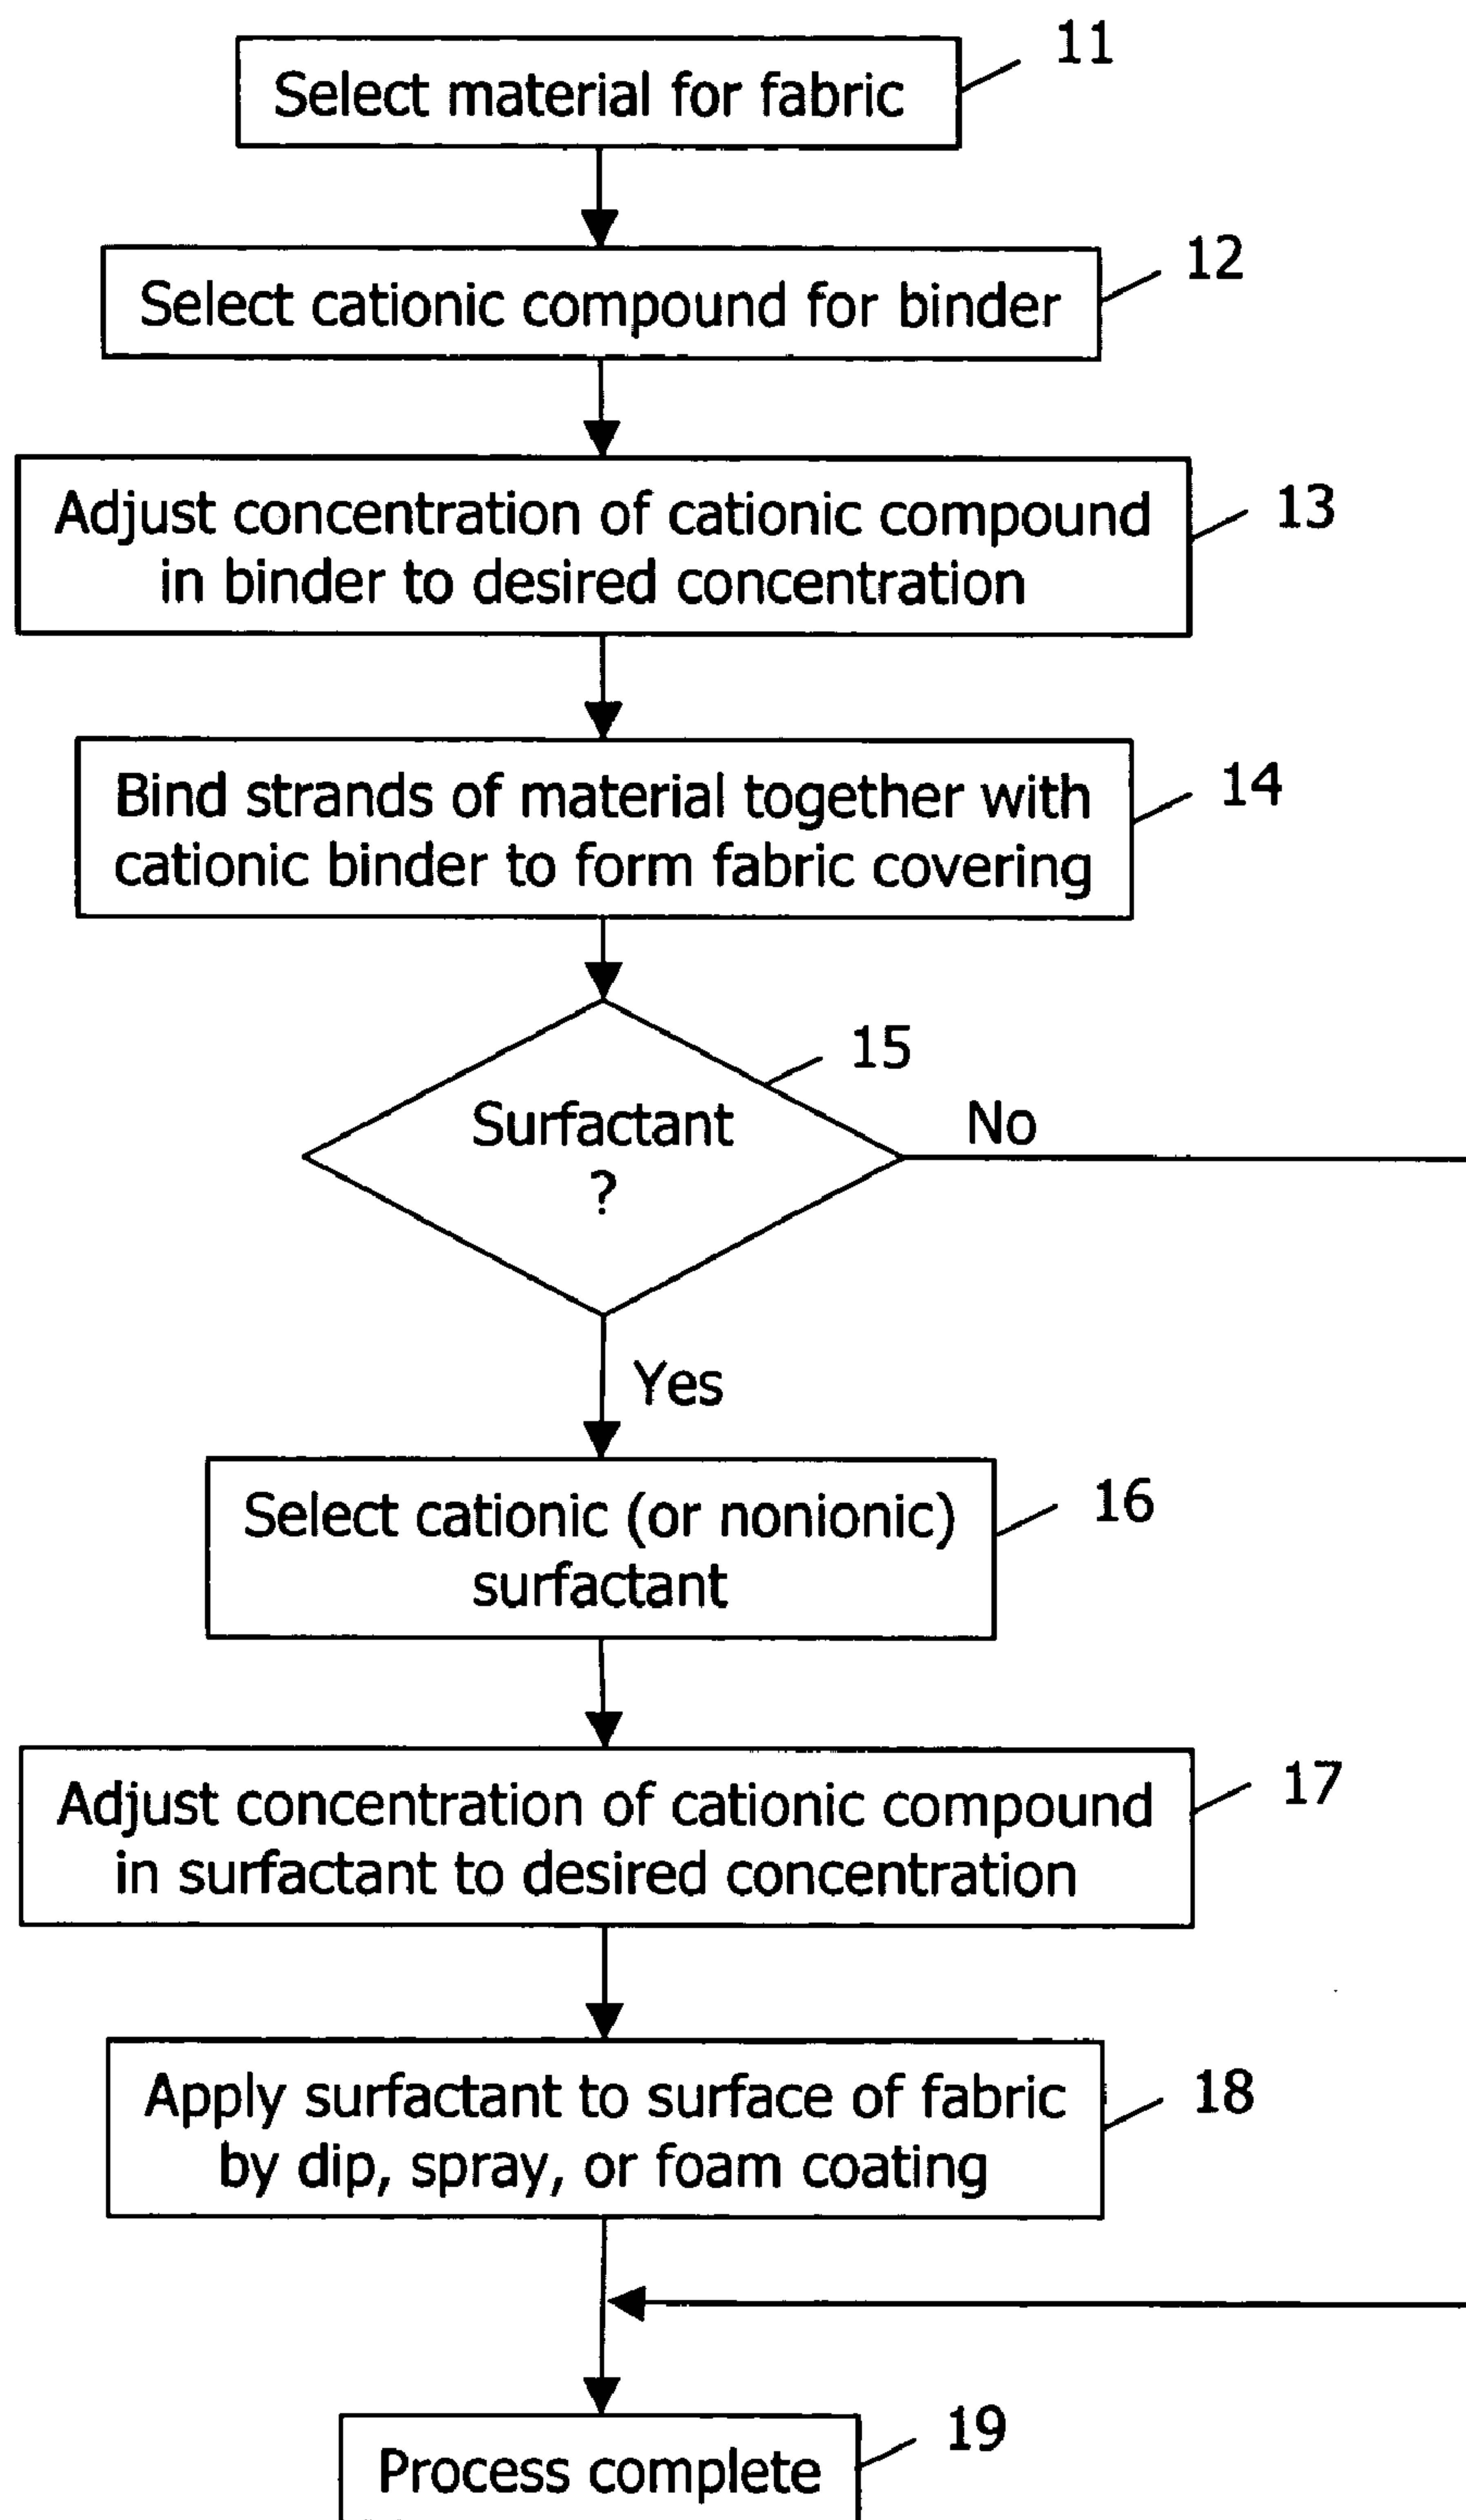 11
Select material for fabric
12
Select cationic compound for binder
13
Adjust concentration of cationic compound
in binder to desired concentration
14
Bind strands of material together with
cationic binder to form fabric covering
15
Surfactant
?
No
Yes
16
Select cationic (or nonionic)
surfactant
17
Adjust concentration of cationic compound
in surfactant to desired concentration
18
Apply surfactant to surface of fabric
by dip, spray, or foam coating
19
Process complete